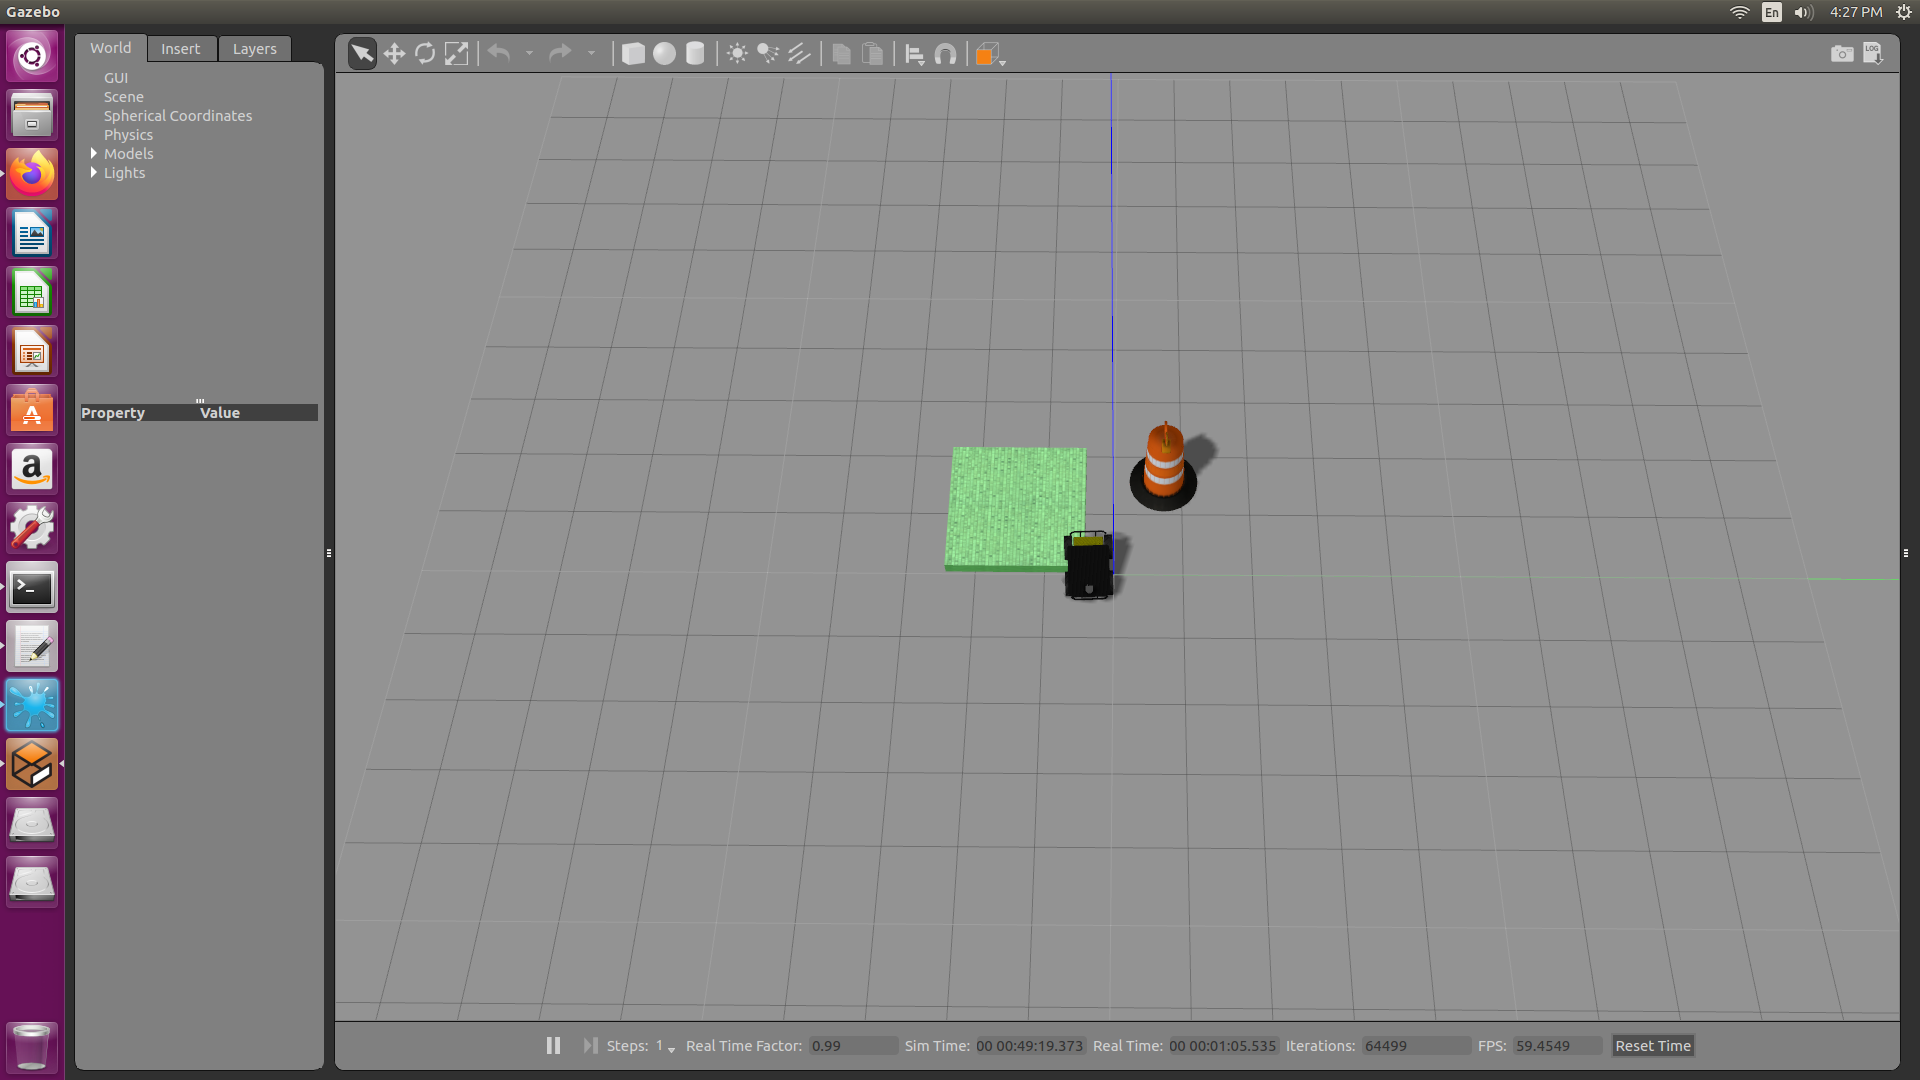 Gazebo
En
4:27 PM
World
Insert
Layers
LOG
GUI
Scene
Spherical Coordinates
Physics
Models
Lights
Property Value
Steps: 1 Real Time Factor: 0.99 Sim Time: 00 00:49:19.373 Real Time: 00 00:01:05.535 Iterations: 64499 FPS: 59.4549 Reset Time